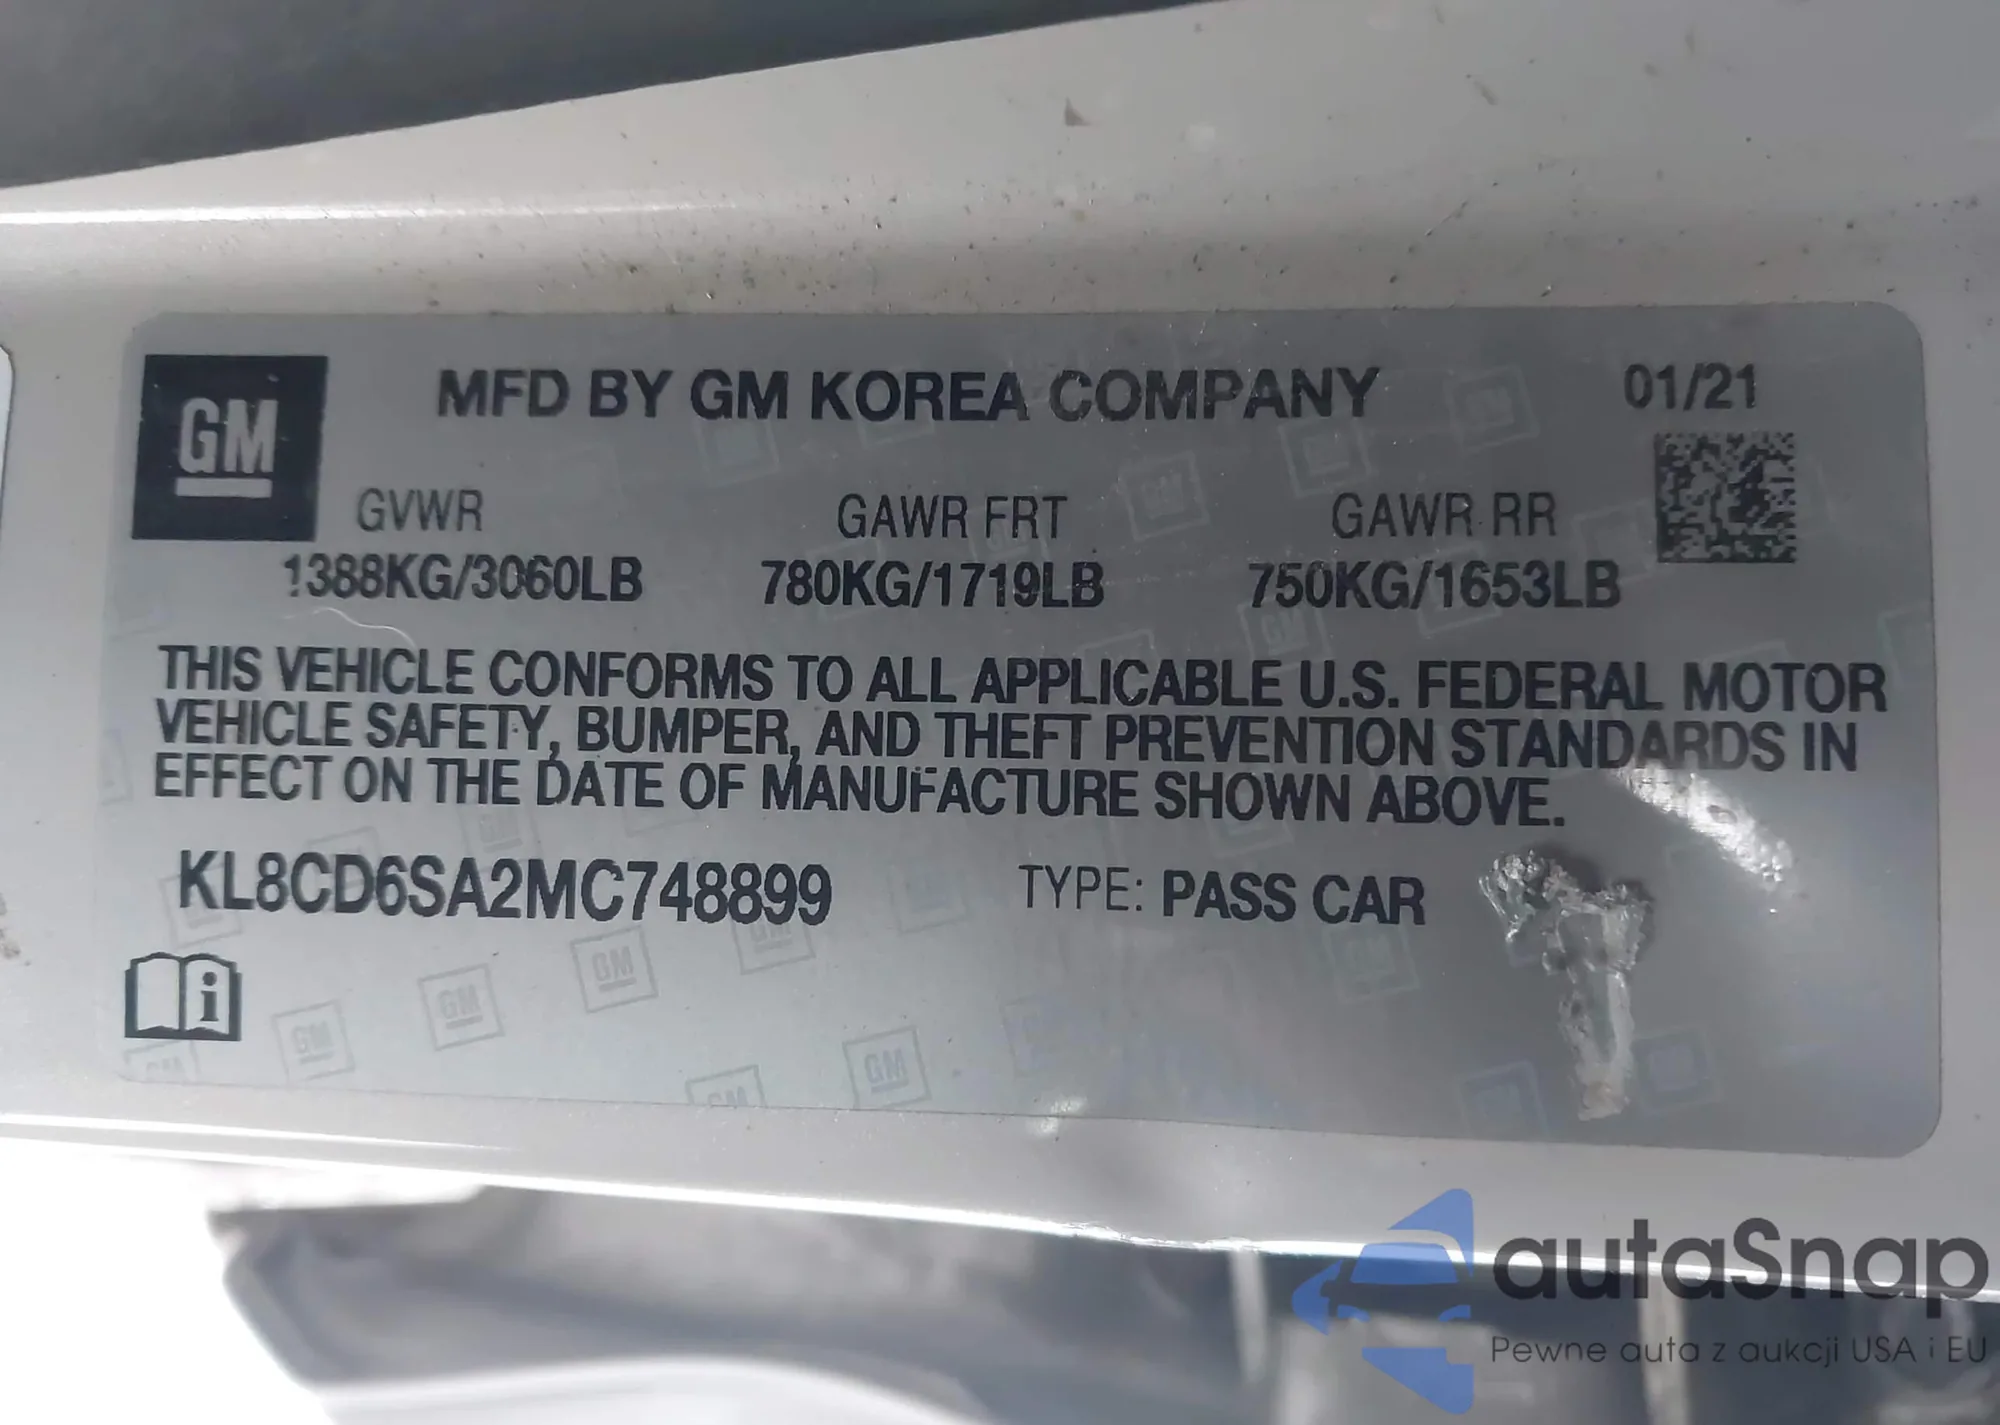 GM
MFD BY GM KOREA COMPANY 01/21
GVWR GAWR FRT GAWR RR
1388KG/3060LB 780KG/1719LB 750KG/1653LB
THIS VEHICLE CONFORMS TO ALL APPLICABLE U.S. FEDERAL MOTOR
VEHICLE SAFETY, BUMPER, AND THEFT PREVENTION STANDARDS IN
EFFECT ON THE DATE OF MANUFACTURE SHOWN ABOVE.
KL8CD6SA2MC748899 TYPE: PASS CAR
autaSnap
Pewne auta z aukcji USA i EU